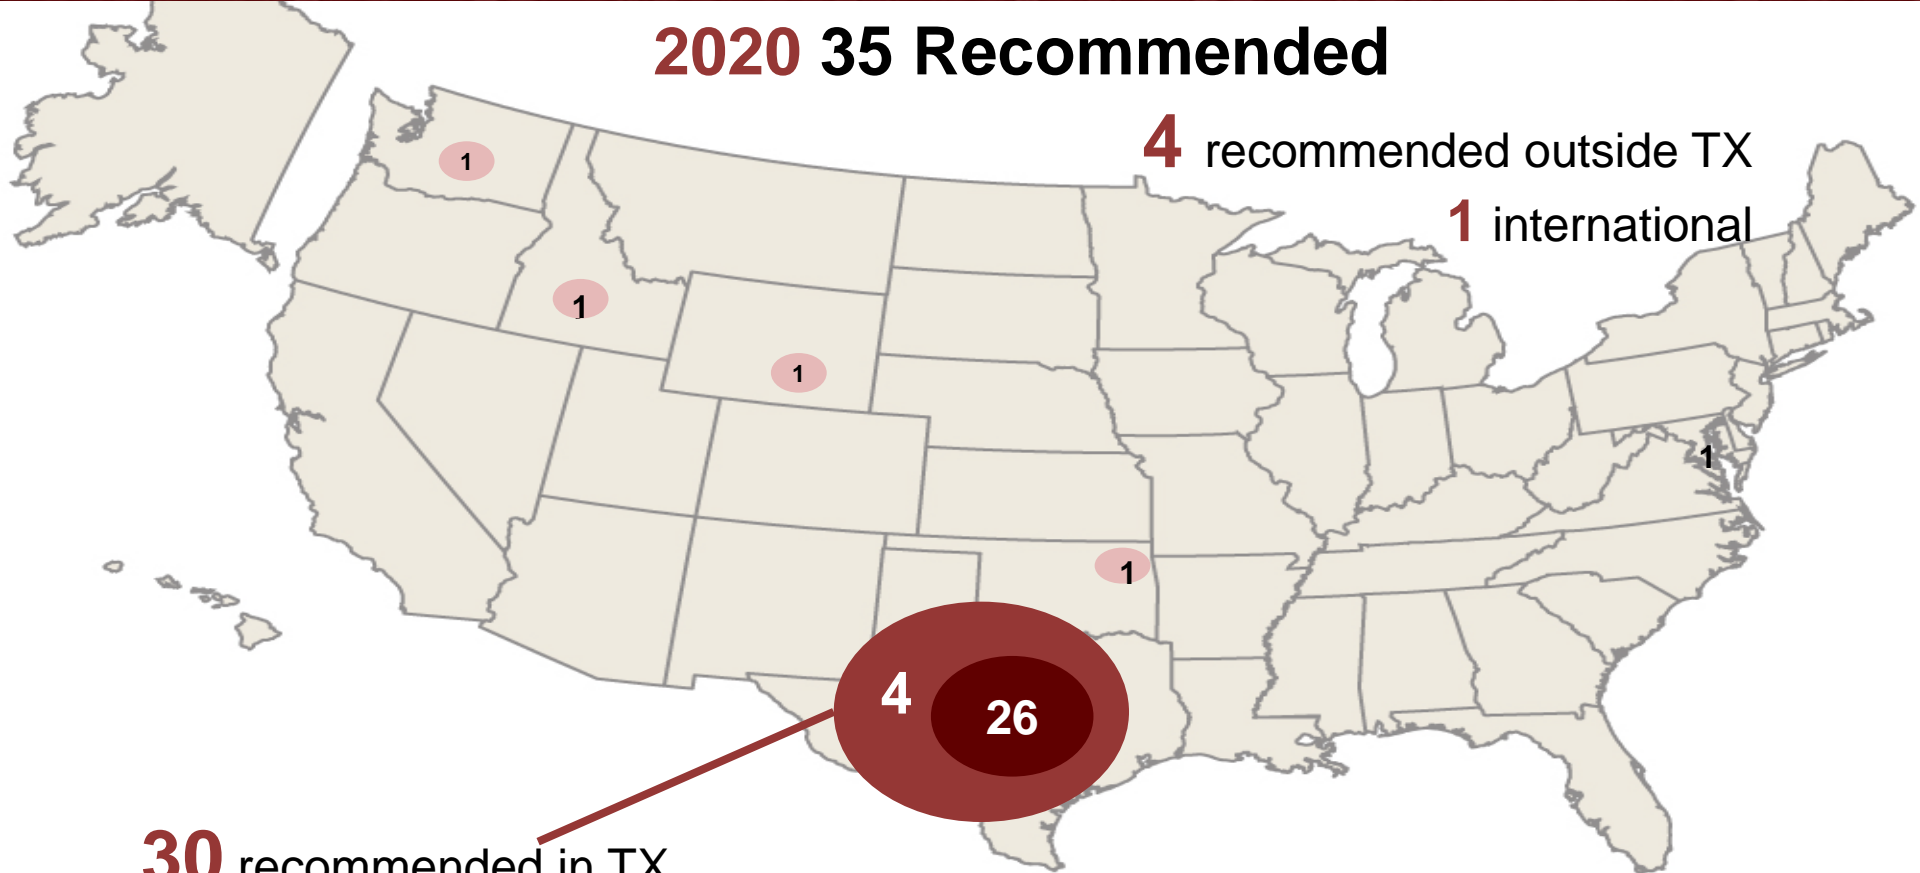 2020 35 Recommended
4 recommended outside TX
1 international
1
1
1
1
1
4
26
30 recommended in TX